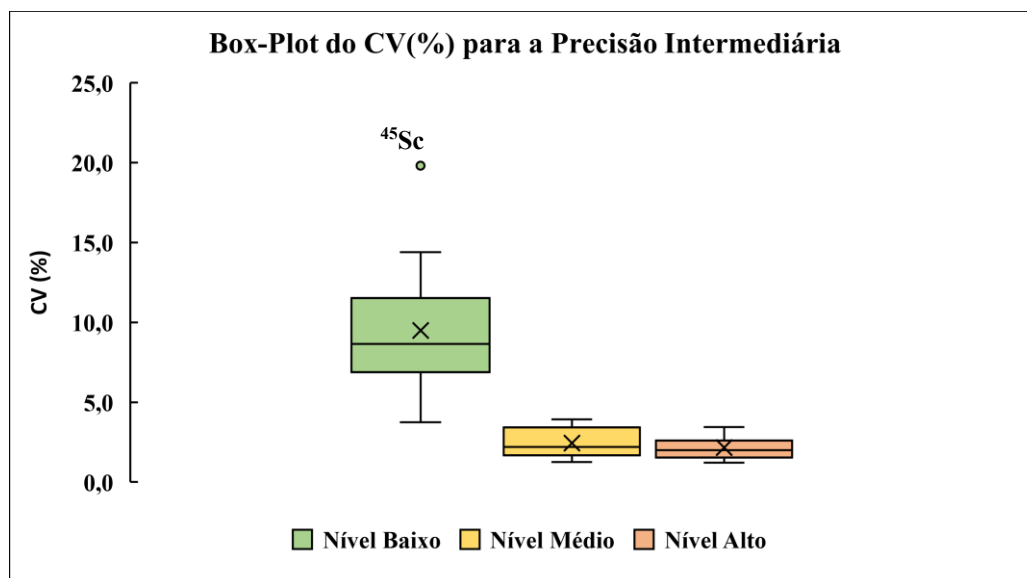 Box-Plot do CV(%) para a Precisão Intermediária
25,0
20,0
15,0
10,0
5,0
0,0
CV (%)
⁴⁵Sc
Nível Baixo Nível Médio Nível Alto